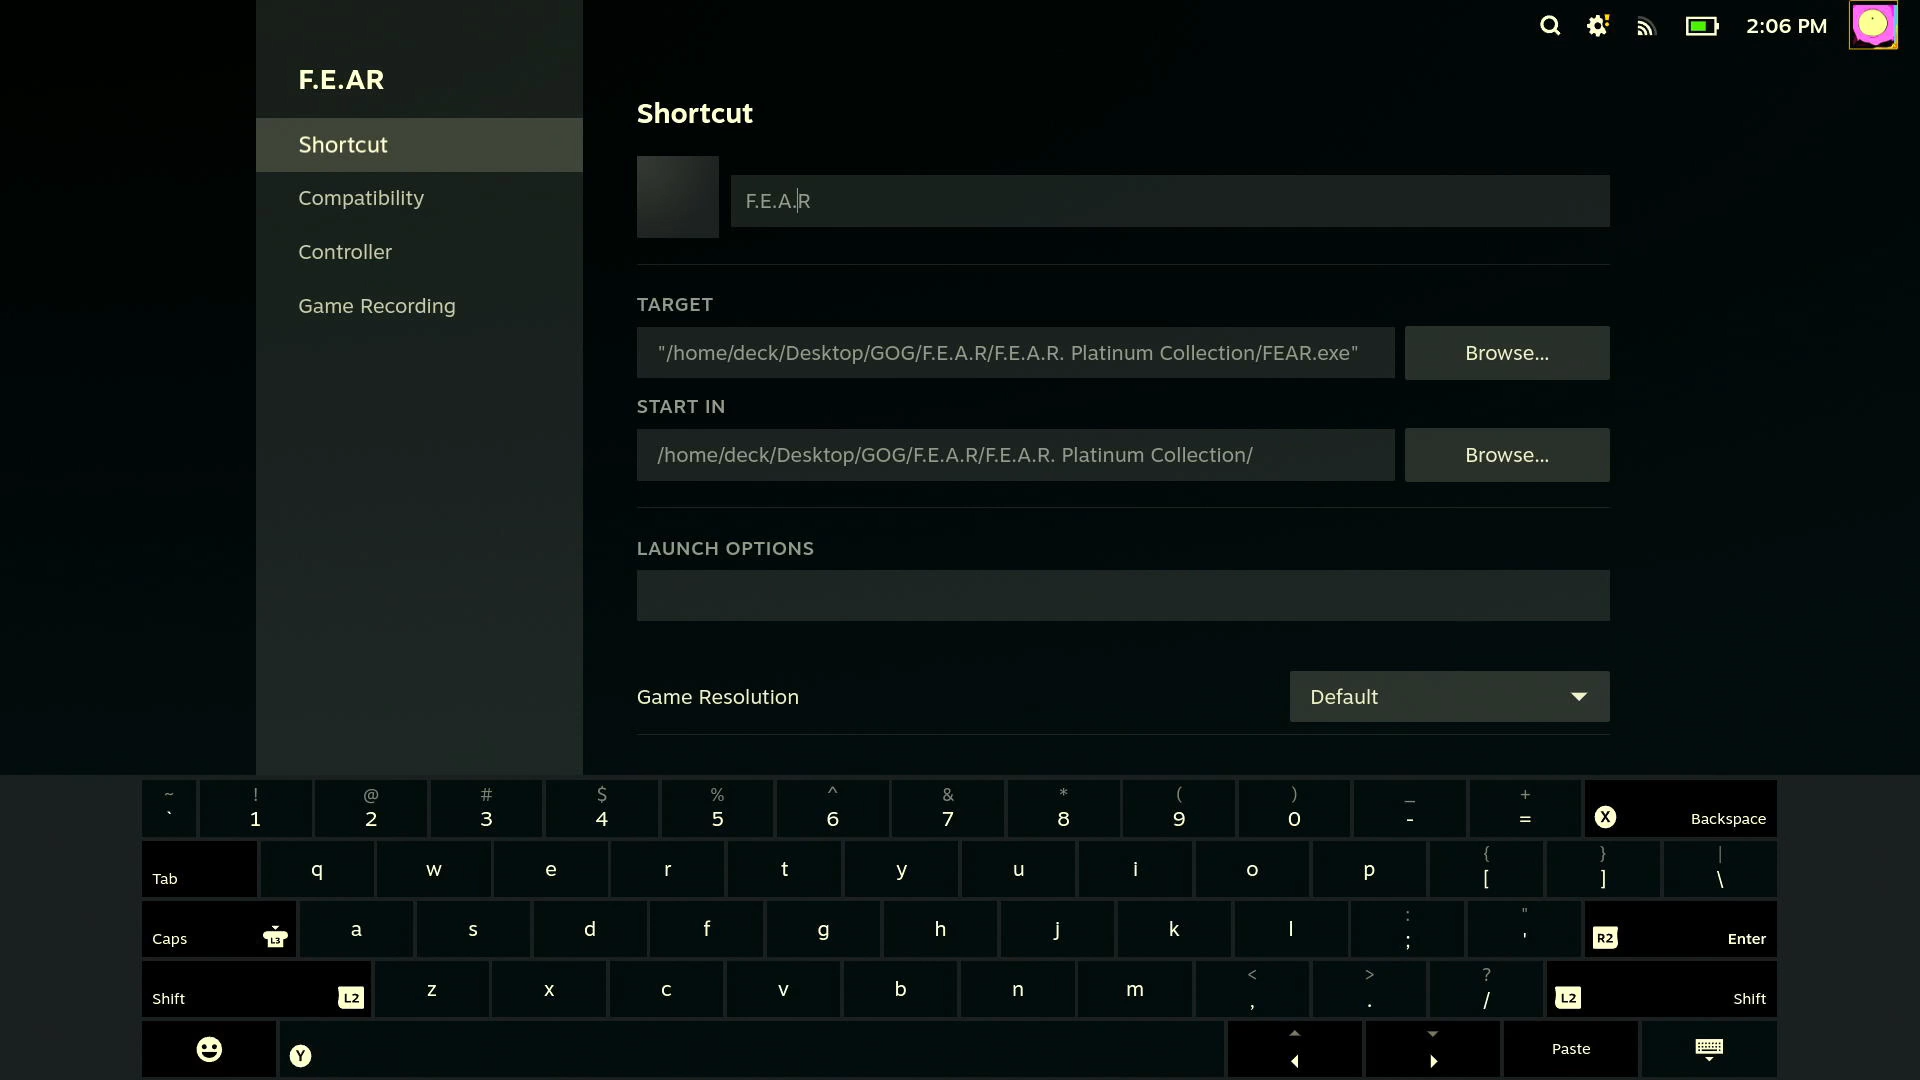 2:06 PM
F.E.AR
Shortcut
Compatibility
Controller
Game Recording
Shortcut
F.E.A.R
TARGET
"/home/deck/Desktop/GOG/F.E.A.R/F.E.A.R. Platinum Collection/FEAR.exe"
Browse...
START IN
/home/deck/Desktop/GOG/F.E.A.R/F.E.A.R. Platinum Collection/
Browse...
LAUNCH OPTIONS
Game Resolution
Default
~ ! @ # $ % ^ & * ( ) _ +
` 1 2 3 4 5 6 7 8 9 0 - = X Backspace
{ } |
Tab q w e r t y u i o p [ ] \
: "
Caps L3 a s d f g h j k l ; ' R2 Enter
< > ?
Shift L2 z x c v b n m , . / L2 Shift
Y Paste